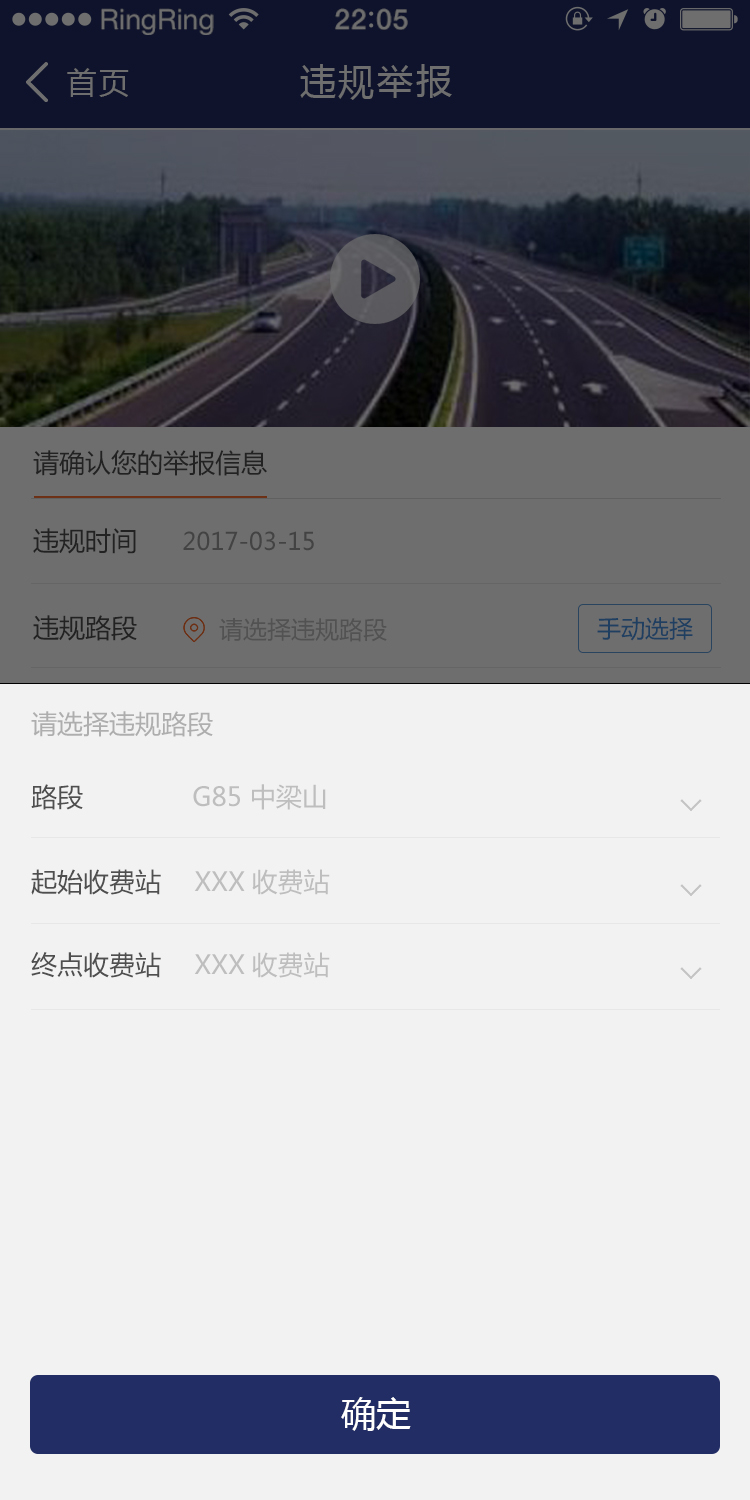 RingRing 22:05
首页 违规举报
请确认您的举报信息
违规时间 2017-03-15
违规路段 请选择违规路段 手动选择
请选择违规路段
路段 G85 中梁山
起始收费站 XXX 收费站
终点收费站 XXX 收费站
确定